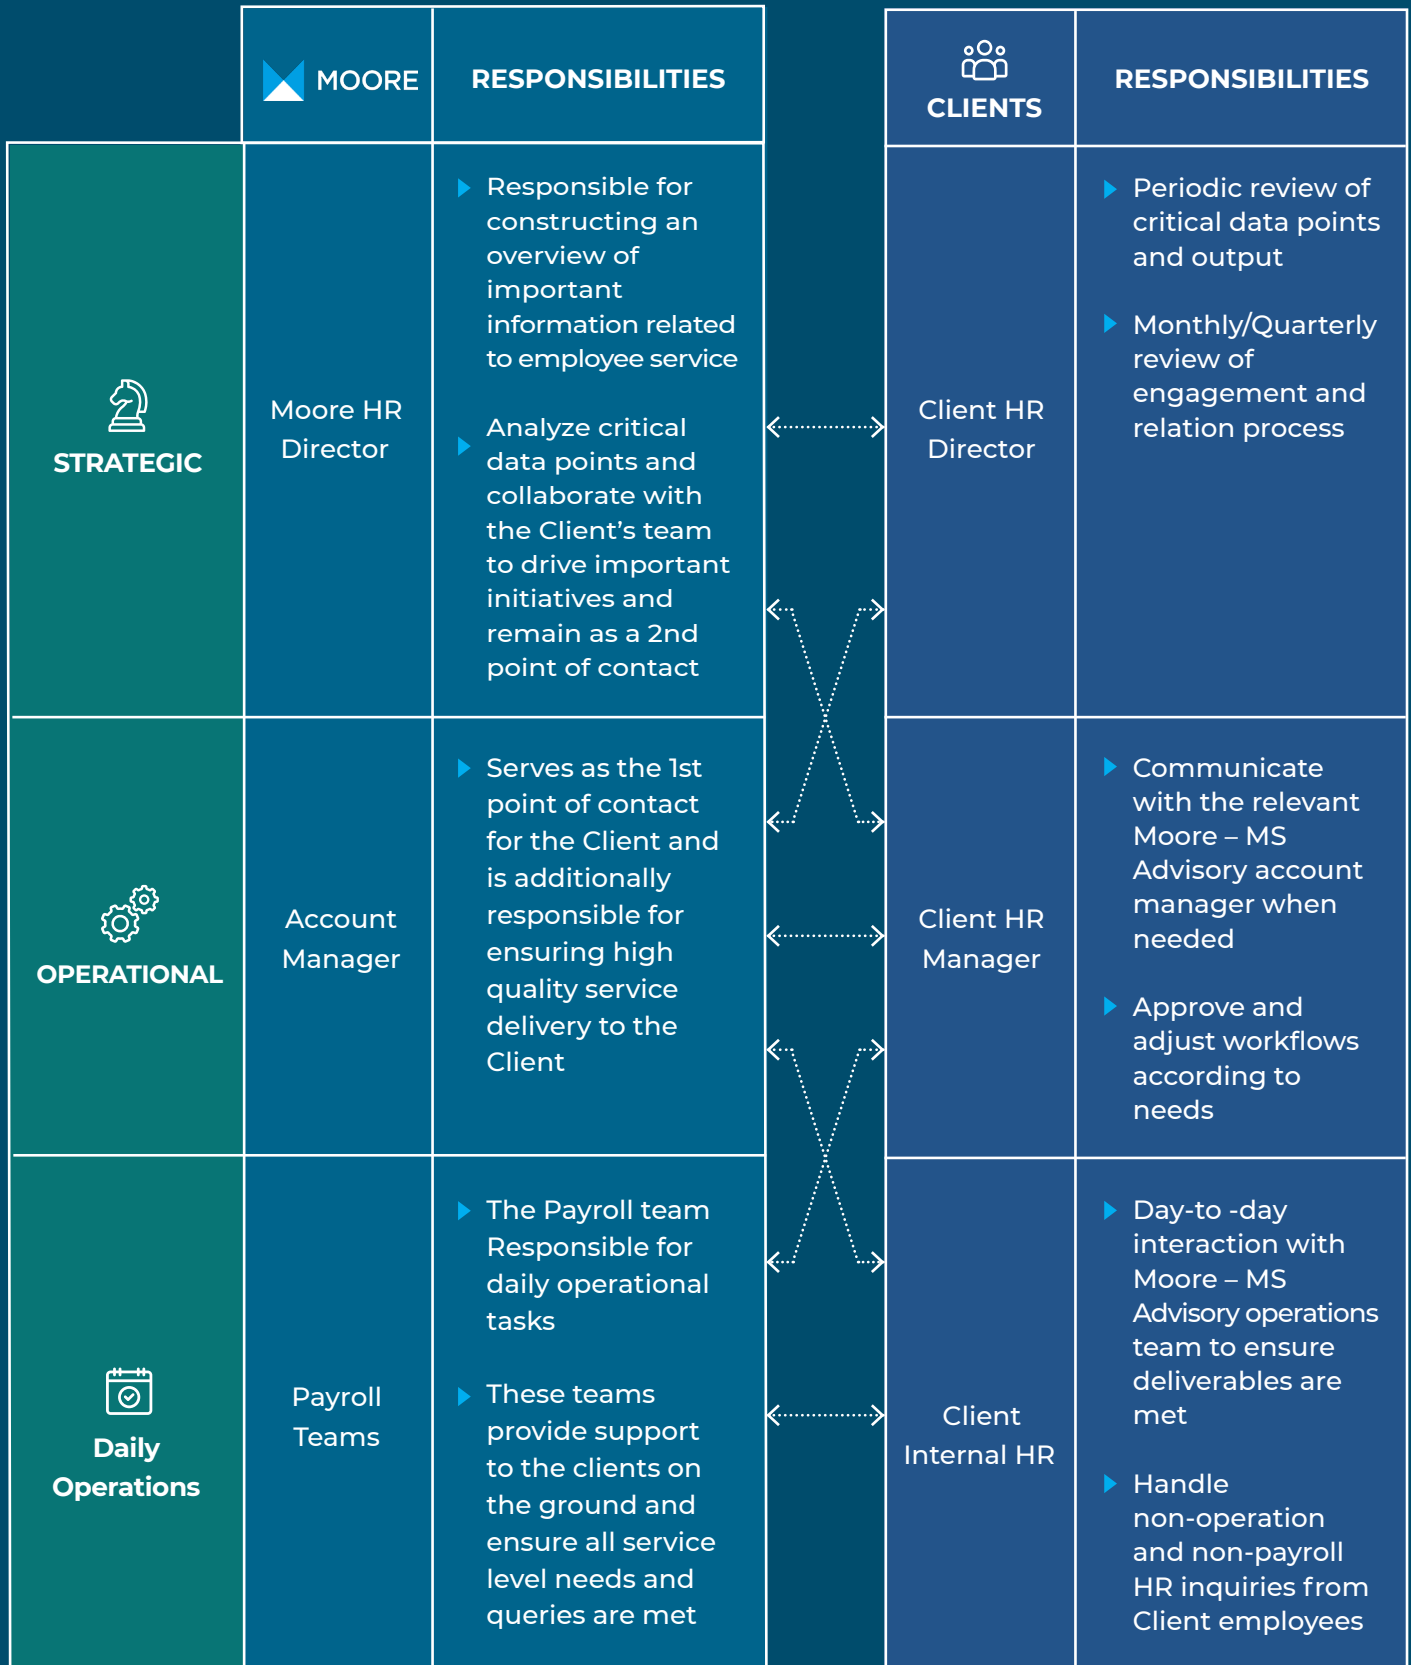 MOORE
RESPONSIBILITIES
CLIENTS
RESPONSIBILITIES
STRATEGIC
Moore HR
Director
Responsible for
constructing an
overview of
important
information related
to employee service
Analyze critical
data points and
collaborate with
the Client’s team
to drive important
initiatives and
remain as a 2nd
point of contact
Client HR
Director
Periodic review of
critical data points
and output
Monthly/Quarterly
review of
engagement and
relation process
OPERATIONAL
Account
Manager
Serves as the 1st
point of contact
for the Client and
is additionally
responsible for
ensuring high
quality service
delivery to the
Client
Client HR
Manager
Communicate
with the relevant
Moore – MS
Advisory account
manager when
needed
Approve and
adjust workflows
according to
needs
Daily
Operations
Payroll
Teams
The Payroll team
Responsible for
daily operational
tasks
These teams
provide support
to the clients on
the ground and
ensure all service
level needs and
queries are met
Client
Internal HR
Day-to -day
interaction with
Moore – MS
Advisory operations
team to ensure
deliverables are
met
Handle
non-operation
and non-payroll
HR inquiries from
Client employees